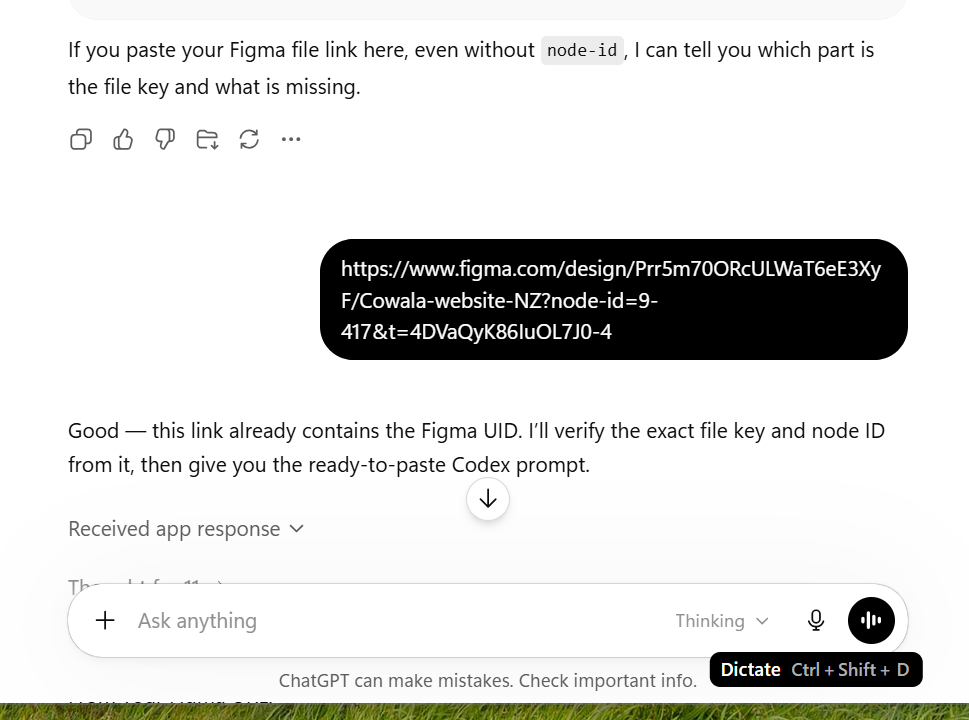 If you paste your Figma file link here, even without node-id, I can tell you which part is
the file key and what is missing.
https://www.figma.com/design/Prr5m70ORcULWaT6eE3Xy
F/Cowala-website-NZ?node-id=9-
417&t=4DVaQyK86IuOL7J0-4
Good — this link already contains the Figma UID. I’ll verify the exact file key and node ID
from it, then give you the ready-to-paste Codex prompt.
Received app response
Ask anything
Thinking
Dictate Ctrl + Shift + D
ChatGPT can make mistakes. Check important info.